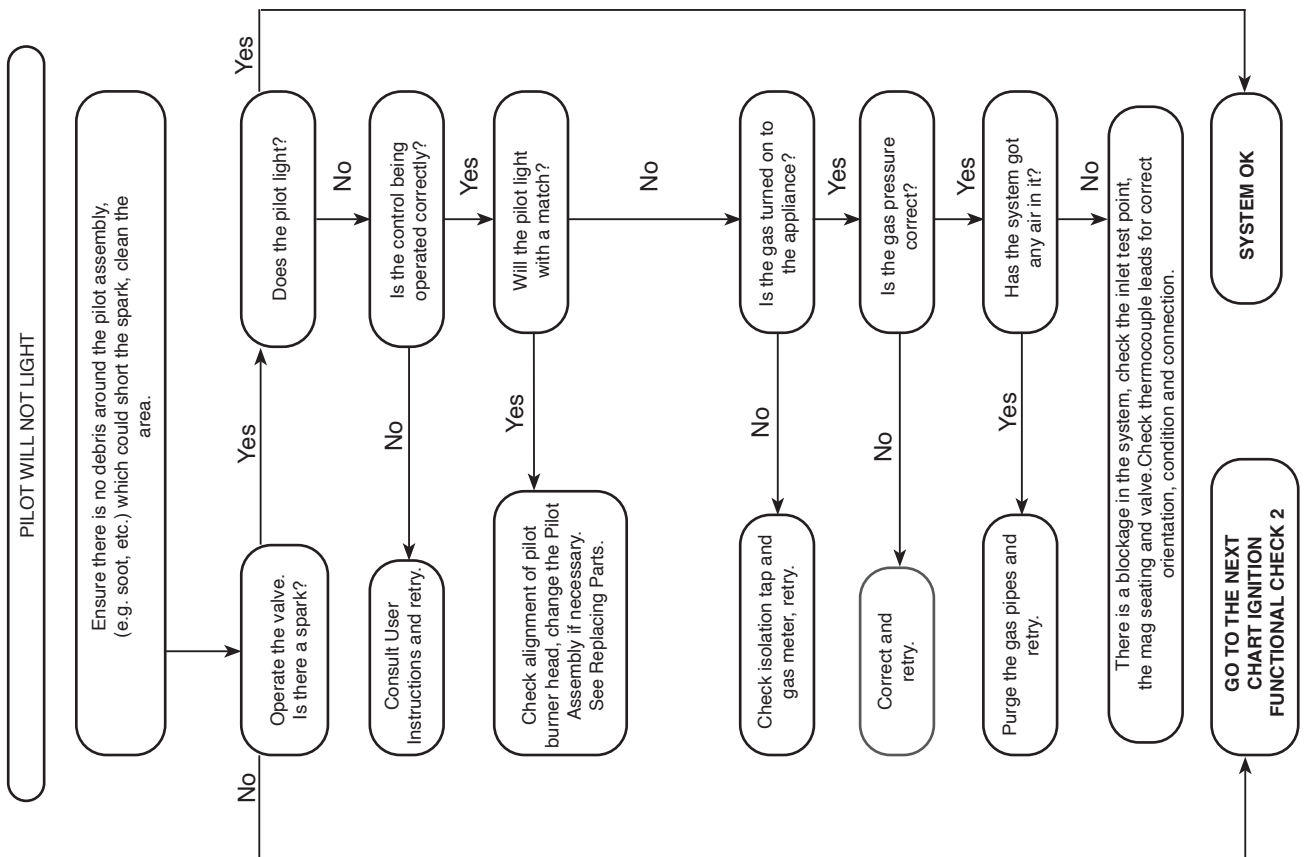 PILOT WILL NOT LIGHT
Ensure there is no debris around the pilot assembly,
(e.g. soot, etc.) which could short the spark, clean the
area.
Operate the valve.
Is there a spark?
No
Yes
Does the pilot light?
Yes
No
Is the control being
operated correctly?
No
Consult User
Instructions and retry.
Yes
Will the pilot light
with a match?
Yes
Check alignment of pilot
burner head, change the Pilot
Assembly if necessary.
See Replacing Parts.
No
Is the gas turned on to
the appliance?
No
Check isolation tap and
gas meter, retry.
Yes
Is the gas pressure
correct?
No
Correct and
retry.
Yes
Has the system got
any air in it?
Yes
Purge the gas pipes and
retry.
No
There is a blockage in the system, check the inlet test point,
the mag seating and valve.Check thermocouple leads for correct
orientation, condition and connection.
GO TO THE NEXT
CHART IGNITION
FUNCTIONAL CHECK 2
SYSTEM OK